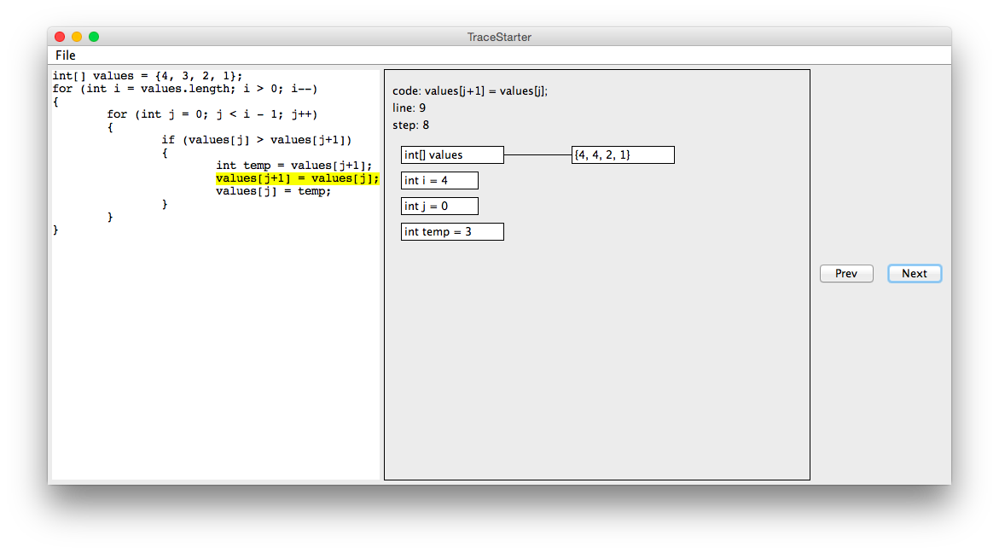 TraceStarter
File
int[] values = {4, 3, 2, 1};
for (int i = values.length; i > 0; i--)
{
for (int j = 0; j < i - 1; j++)
{
if (values[j] > values[j+1])
{
int temp = values[j+1];
values[j+1] = values[j];
values[j] = temp;
}
}
}
code: values[j+1] = values[j];
line: 9
step: 8
int[] values
{4, 4, 2, 1}
int i = 4
int j = 0
int temp = 3
Prev
Next